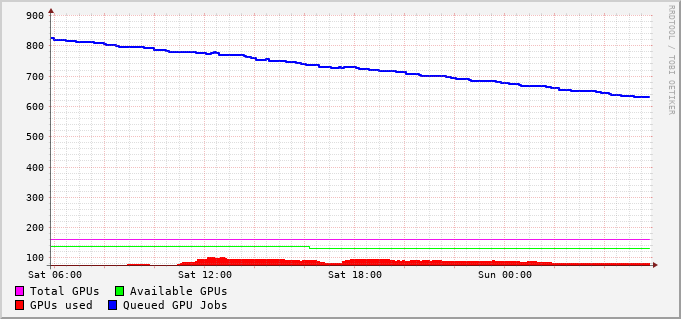 900
800
700
600
500
400
300
200
100
Sat 06:00 Sat 12:00 Sat 18:00 Sun 00:00
Total GPUs Available GPUs
GPUs used Queued GPU Jobs
RRDTOOL / TOBI OETIKER